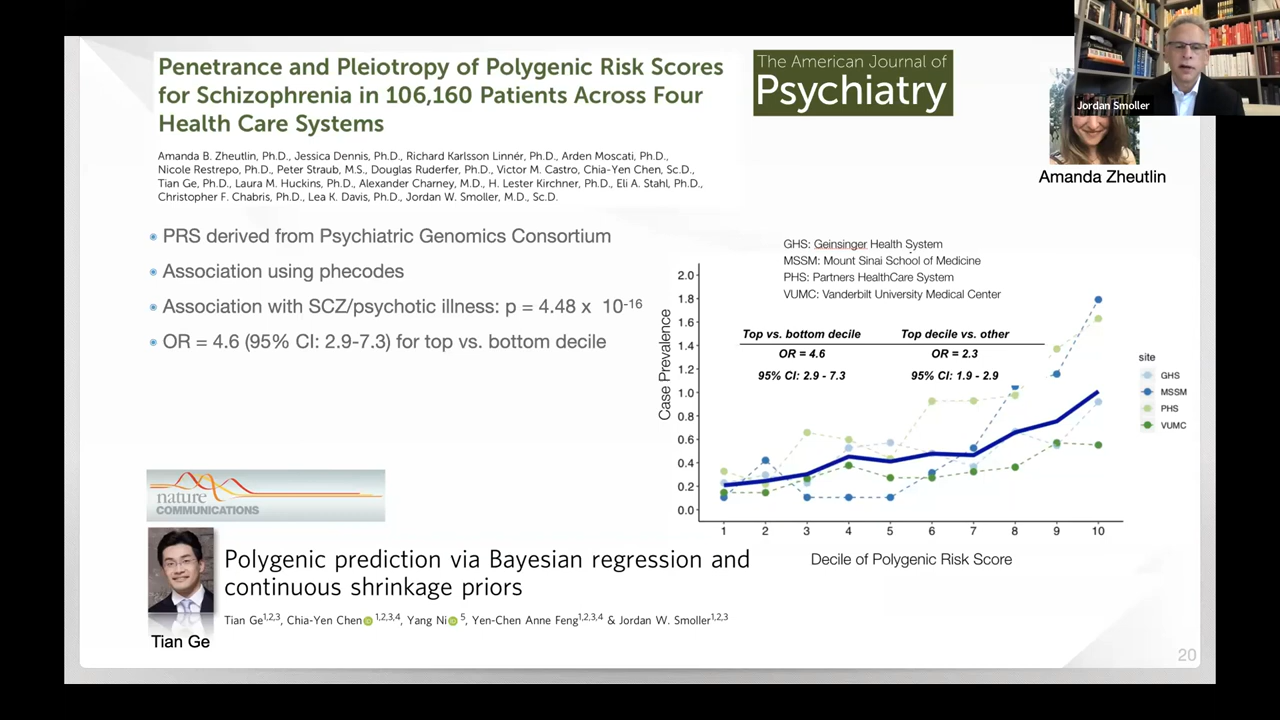 Penetrance and Pleiotropy of Polygenic Risk Scores
for Schizophrenia in 106,160 Patients Across Four
Health Care Systems
The American Journal of
Psychiatry
Jordan Smoller
Amanda Zheutlin
Amanda B. Zheutlin, Ph.D., Jessica Dennis, Ph.D., Richard Karlsson Linnér, Ph.D., Arden Moscati, Ph.D.,
Nicole Restrepo, Ph.D., Peter Straub, M.S., Douglas Ruderfer, Ph.D., Victor M. Castro, Chia-Yen Chen, Sc.D.,
Tian Ge, Ph.D., Laura M. Huckins, Ph.D., Alexander Charney, M.D., H. Lester Kirchner, Ph.D., Eli A. Stahl, Ph.D.,
Christopher F. Chabris, Ph.D., Lea K. Davis, Ph.D., Jordan W. Smoller, M.D., Sc.D.
PRS derived from Psychiatric Genomics Consortium
Association using phecodes
Association with SCZ/psychotic illness: p = 4.48 x 10-16
OR = 4.6 (95% CI: 2.9-7.3) for top vs. bottom decile
GHS: Geinsinger Health System
MSSM: Mount Sinai School of Medicine
PHS: Partners HealthCare System
VUMC: Vanderbilt University Medical Center
Top vs. bottom decile Top decile vs. other
OR = 4.6 OR = 2.3
95% CI: 2.9 - 7.3 95% CI: 1.9 - 2.9
Case Prevalence
2.0
1.8
1.6
1.4
1.2
1.0
0.8
0.6
0.4
0.2
0.0
1 2 3 4 5 6 7 8 9 10
Decile of Polygenic Risk Score
site
GHS
MSSM
PHS
VUMC
nature
COMMUNICATIONS
Polygenic prediction via Bayesian regression and
continuous shrinkage priors
Tian Ge1,2,3, Chia-Yen Chen 1,2,3,4, Yang Ni 5, Yen-Chen Anne Feng1,2,3,4 & Jordan W. Smoller1,2,3
Tian Ge
20